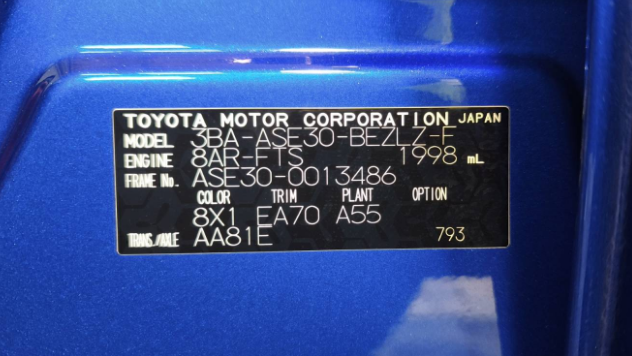 TOYOTA MOTOR CORPORATION JAPAN
MODEL 3BA-ASE30-BEZLZ-F
ENGINE 8AR-FTS 1998 mL
FRAME No. ASE30-0013486
COLOR TRIM PLANT OPTION
8X1 EA70 A55
TRANS./AXLE AA81E 793